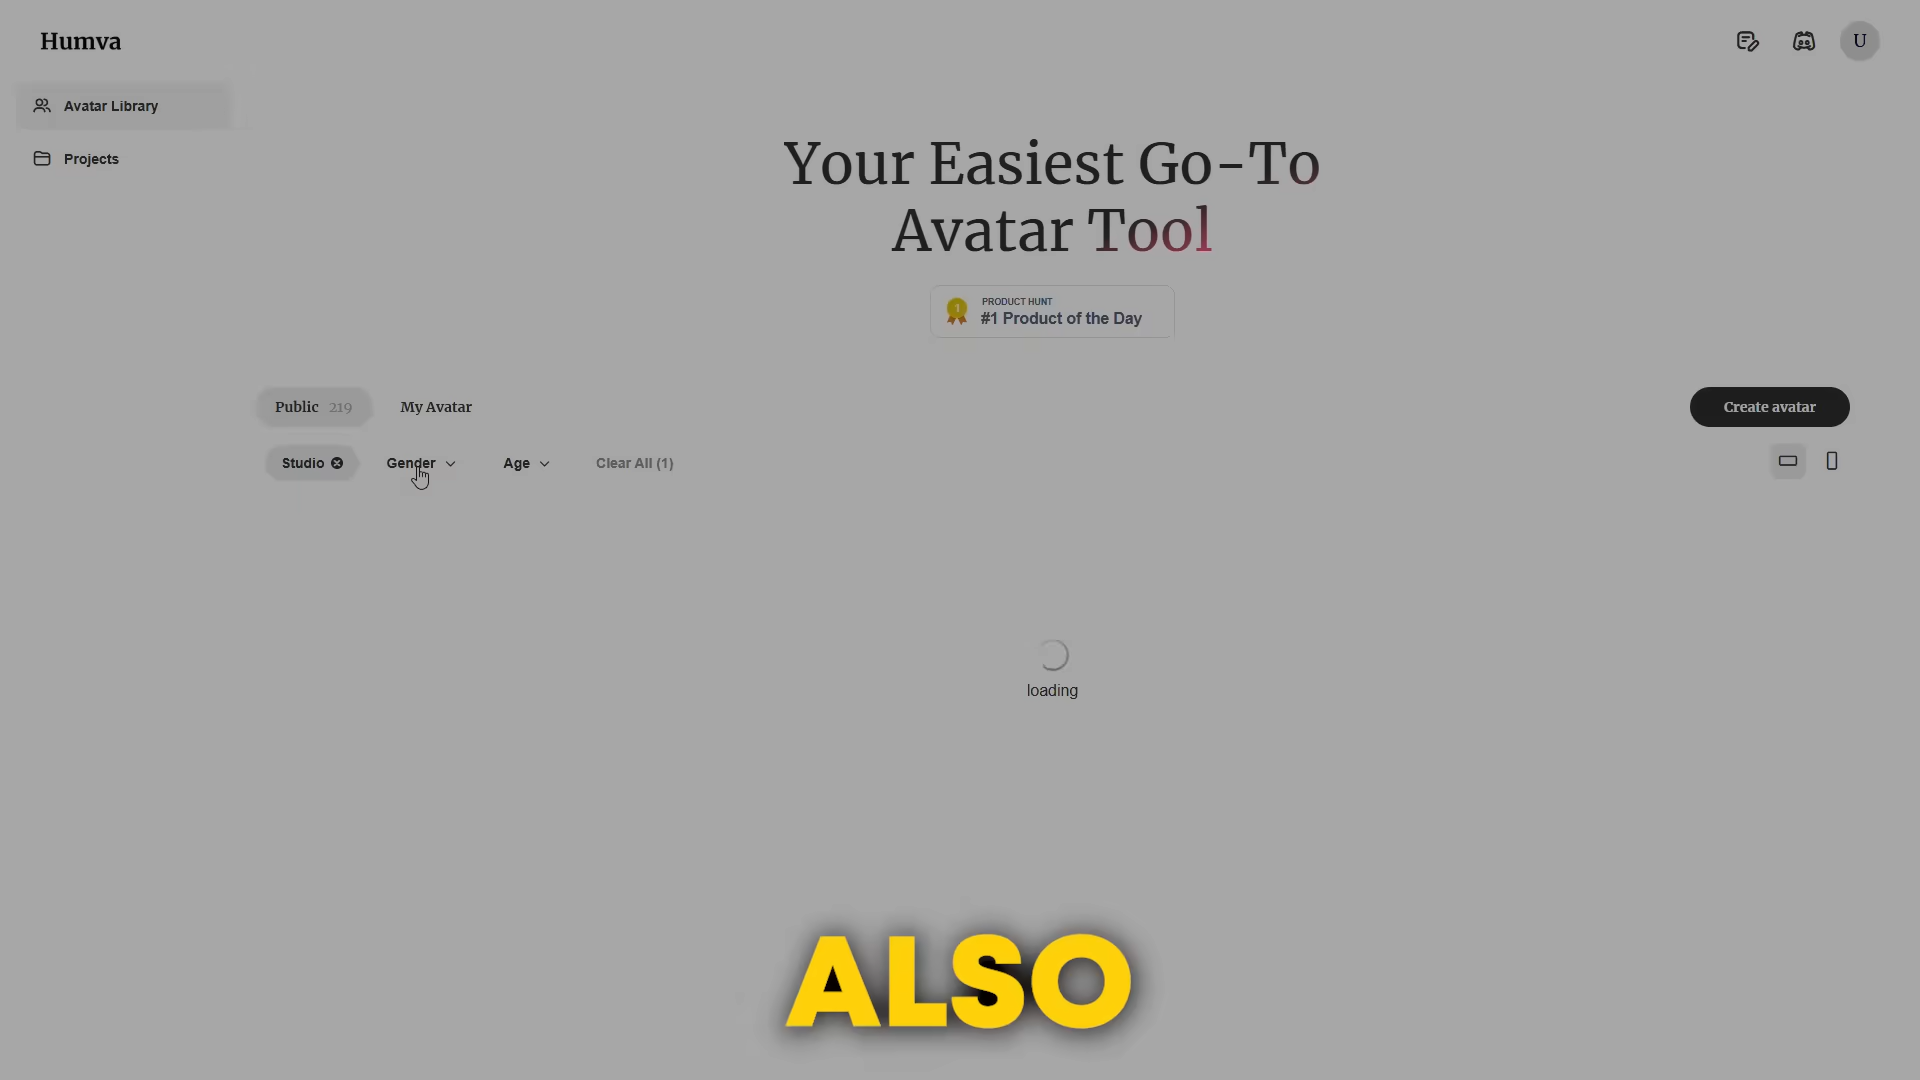 Humva
U
Avatar Library
Projects
Your Easiest Go-To
Avatar Tool
1
PRODUCT HUNT
#1 Product of the Day
Public 219
My Avatar
Create avatar
Studio
Gender
Age
Clear All (1)
loading
ALSO